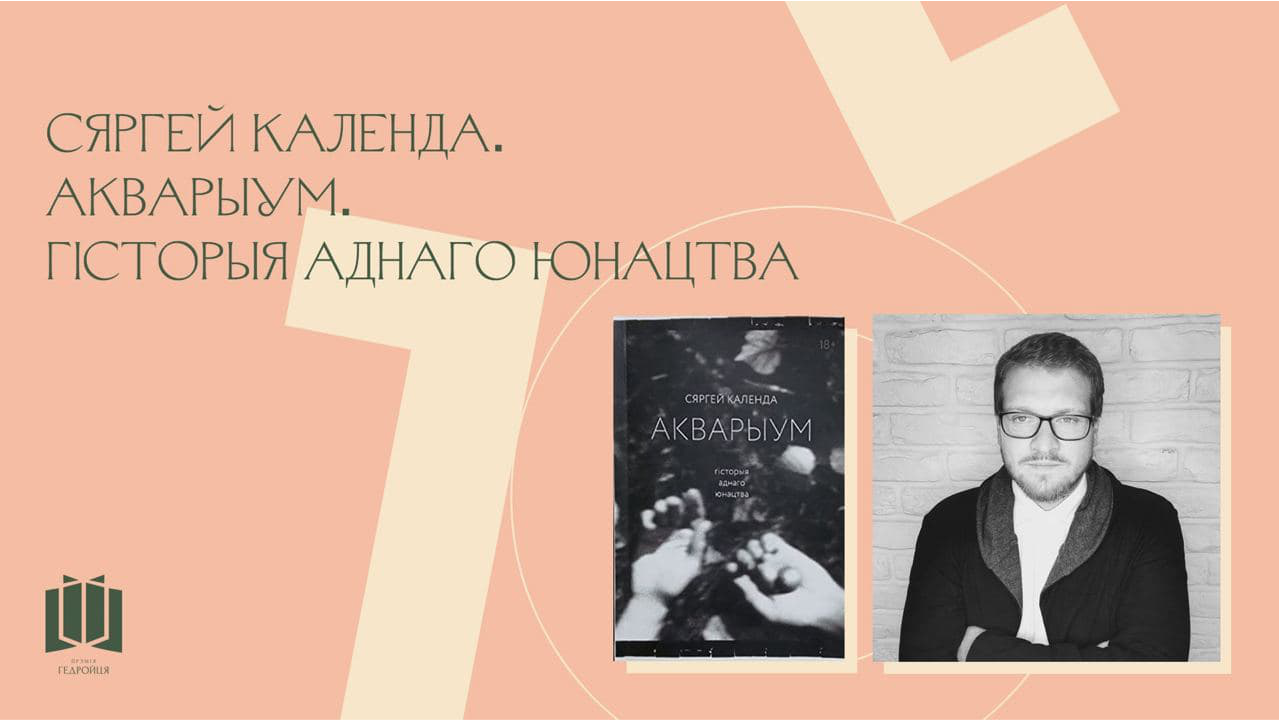 СЯРГЕЙ КАЛЕНДА.
АКВАРЫУМ.
ГІСТОРЫЯ АДНАГО ЮНАЦТВА
18+
СЯРГЕЙ КАЛЕНДА
АКВАРЫУМ
гісторыя
аднаго
юнацтва
ПРЭМІЯ
ГЕДРОЙЦЯ